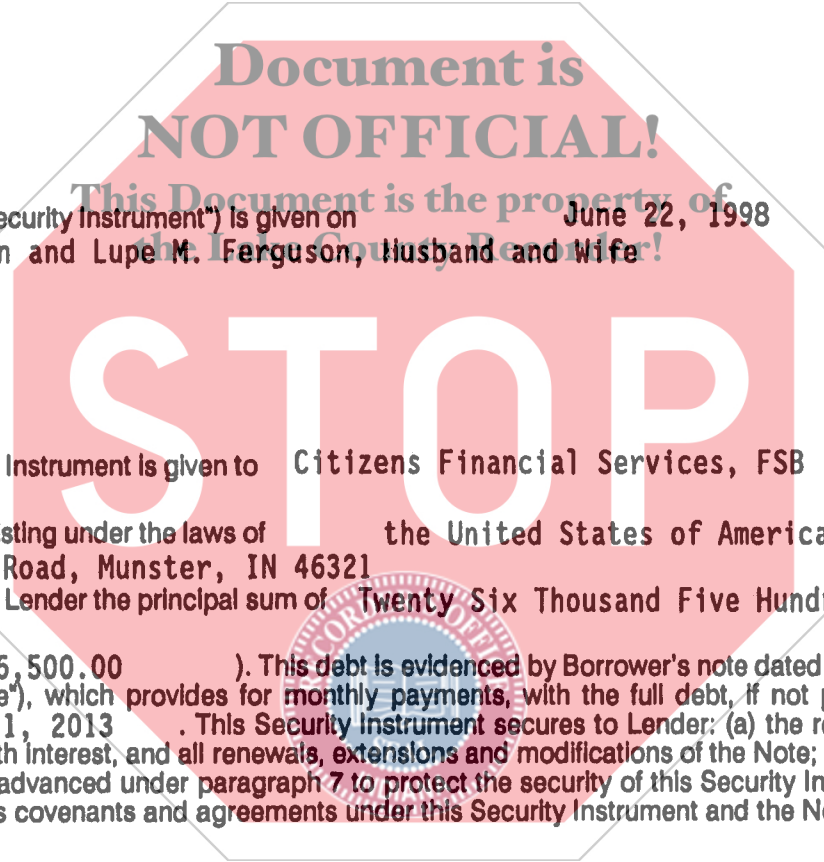 Document is
NOT OFFICIAL!
This Document is the property of
the Lake County Recorder!
ecurity Instrument") is given on June 22, 1998
n and Lupe M. Ferguson, Husband and Wife
STOP
Instrument is given to Citizens Financial Services, FSB
sting under the laws of the United States of America
Road, Munster, IN 46321
Lender the principal sum of Twenty Six Thousand Five Hund
6,500.00 ). This debt is evidenced by Borrower's note dated
e"), which provides for monthly payments, with the full debt, if not p
1, 2013 . This Security Instrument secures to Lender: (a) the r
th interest, and all renewals, extensions and modifications of the Note;
advanced under paragraph 7 to protect the security of this Security In
s covenants and agreements under this Security Instrument and the N